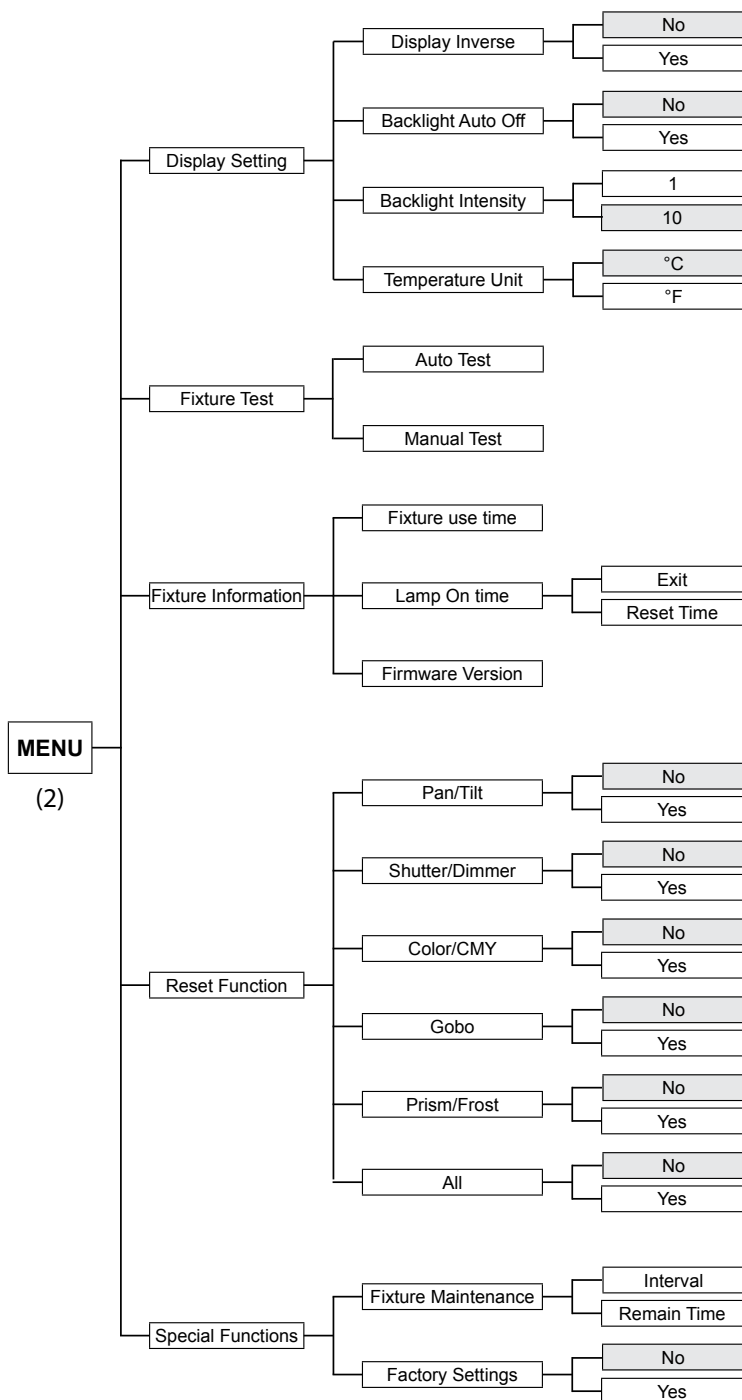 No
Display Inverse
Yes
No
Backlight Auto Off
Yes
Display Setting
1
Backlight Intensity
10
°C
Temperature Unit
°F
Auto Test
Fixture Test
Manual Test
Fixture use time
Exit
Fixture Information
Lamp On time
Reset Time
Firmware Version
MENU
(2)
No
Pan/Tilt
Yes
No
Shutter/Dimmer
Yes
No
Color/CMY
Yes
Reset Function
No
Gobo
Yes
No
Prism/Frost
Yes
No
All
Yes
Interval
Fixture Maintenance
Remain Time
Special Functions
No
Factory Settings
Yes